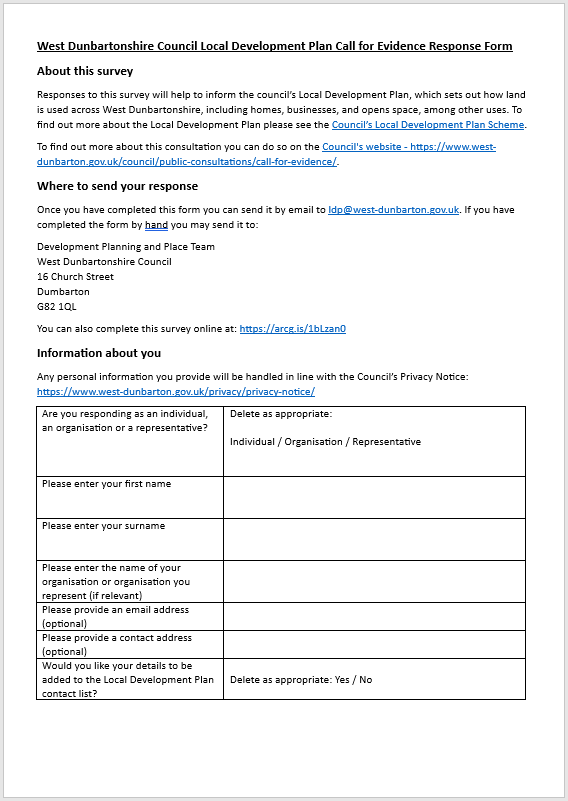 West Dunbartonshire Council Local Development Plan Call for Evidence Response Form
About this survey
Responses to this survey will help to inform the council's Local Development Plan, which sets out how land
is used across West Dunbartonshire, including homes, businesses, and opens space, among other uses. To
find out more about the Local Development Plan please see the Council's Local Development Plan Scheme.
To find out more about this consultation you can do so on the Council's website - https://www.west-
dunbarton.gov.uk/council/public-consultations/call-for-evidence/.
Where to send your response
Once you have completed this form you can send it by email to ldp@west-dunbarton.gov.uk. If you have
completed the form by hand you may send it to:
Development Planning and Place Team
West Dunbartonshire Council
16 Church Street
Dumbarton
G82 1QL
You can also complete this survey online at: https://arcg.is/1bLzan0
Information about you
Any personal information you provide will be handled in line with the Council's Privacy Notice:
https://www.west-dunbarton.gov.uk/privacy/privacy-notice/
Are you responding as an individual,
an organisation or a representative?
Delete as appropriate:
Individual / Organisation / Representative
Please enter your first name
Please enter your surname
Please enter the name of your
organisation or organisation you
represent (if relevant)
Please provide an email address
(optional)
Please provide a contact address
(optional)
Would you like your details to be
added to the Local Development Plan
contact list?
Delete as appropriate: Yes / No